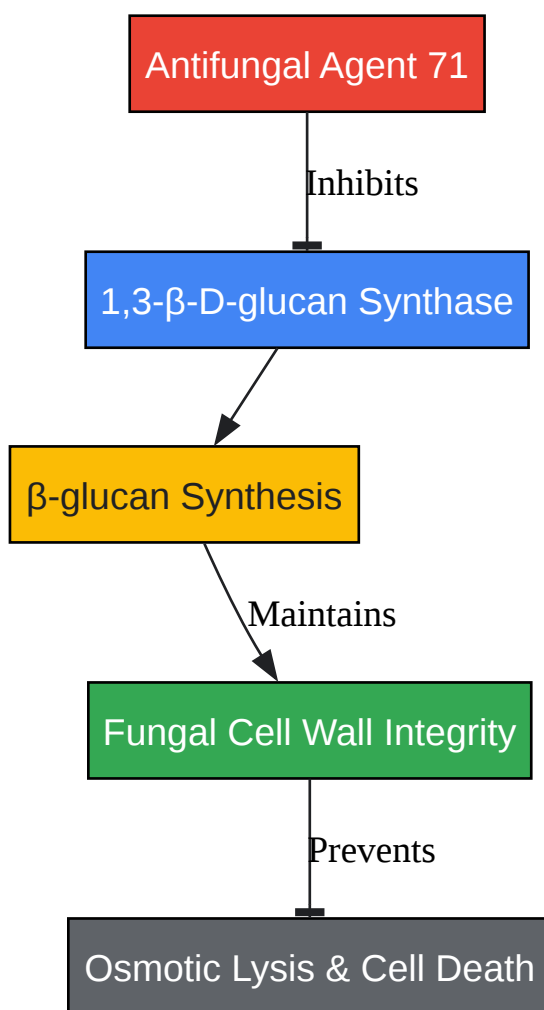 Antifungal Agent 71
Inhibits
1,3-β-D-glucan Synthase
β-glucan Synthesis
Maintains
Fungal Cell Wall Integrity
Prevents
Osmotic Lysis & Cell Death